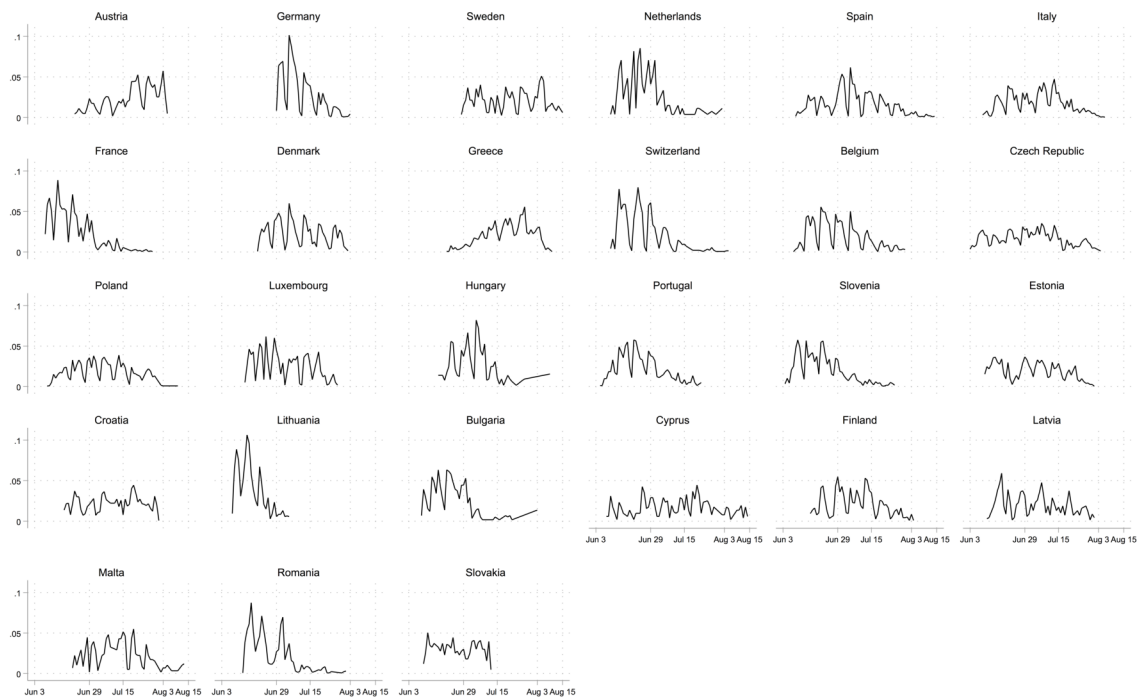 Austria Germany Sweden Netherlands Spain Italy
.1
.05
0
France Denmark Greece Switzerland Belgium Czech Republic
.1
.05
0
Poland Luxembourg Hungary Portugal Slovenia Estonia
.1
.05
0
Croatia Lithuania Bulgaria Cyprus Finland Latvia
.1
.05
0
Jun 3 Jun 29 Jul 15 Aug 3 Aug 15 Jun 3 Jun 29 Jul 15 Aug 3 Aug 15 Jun 3 Jun 29 Jul 15 Aug 3 Aug 15
Malta Romania Slovakia
.1
.05
0
Jun 3 Jun 29 Jul 15 Aug 3 Aug 15 Jun 3 Jun 29 Jul 15 Aug 3 Aug 15 Jun 3 Jun 29 Jul 15 Aug 3 Aug 15